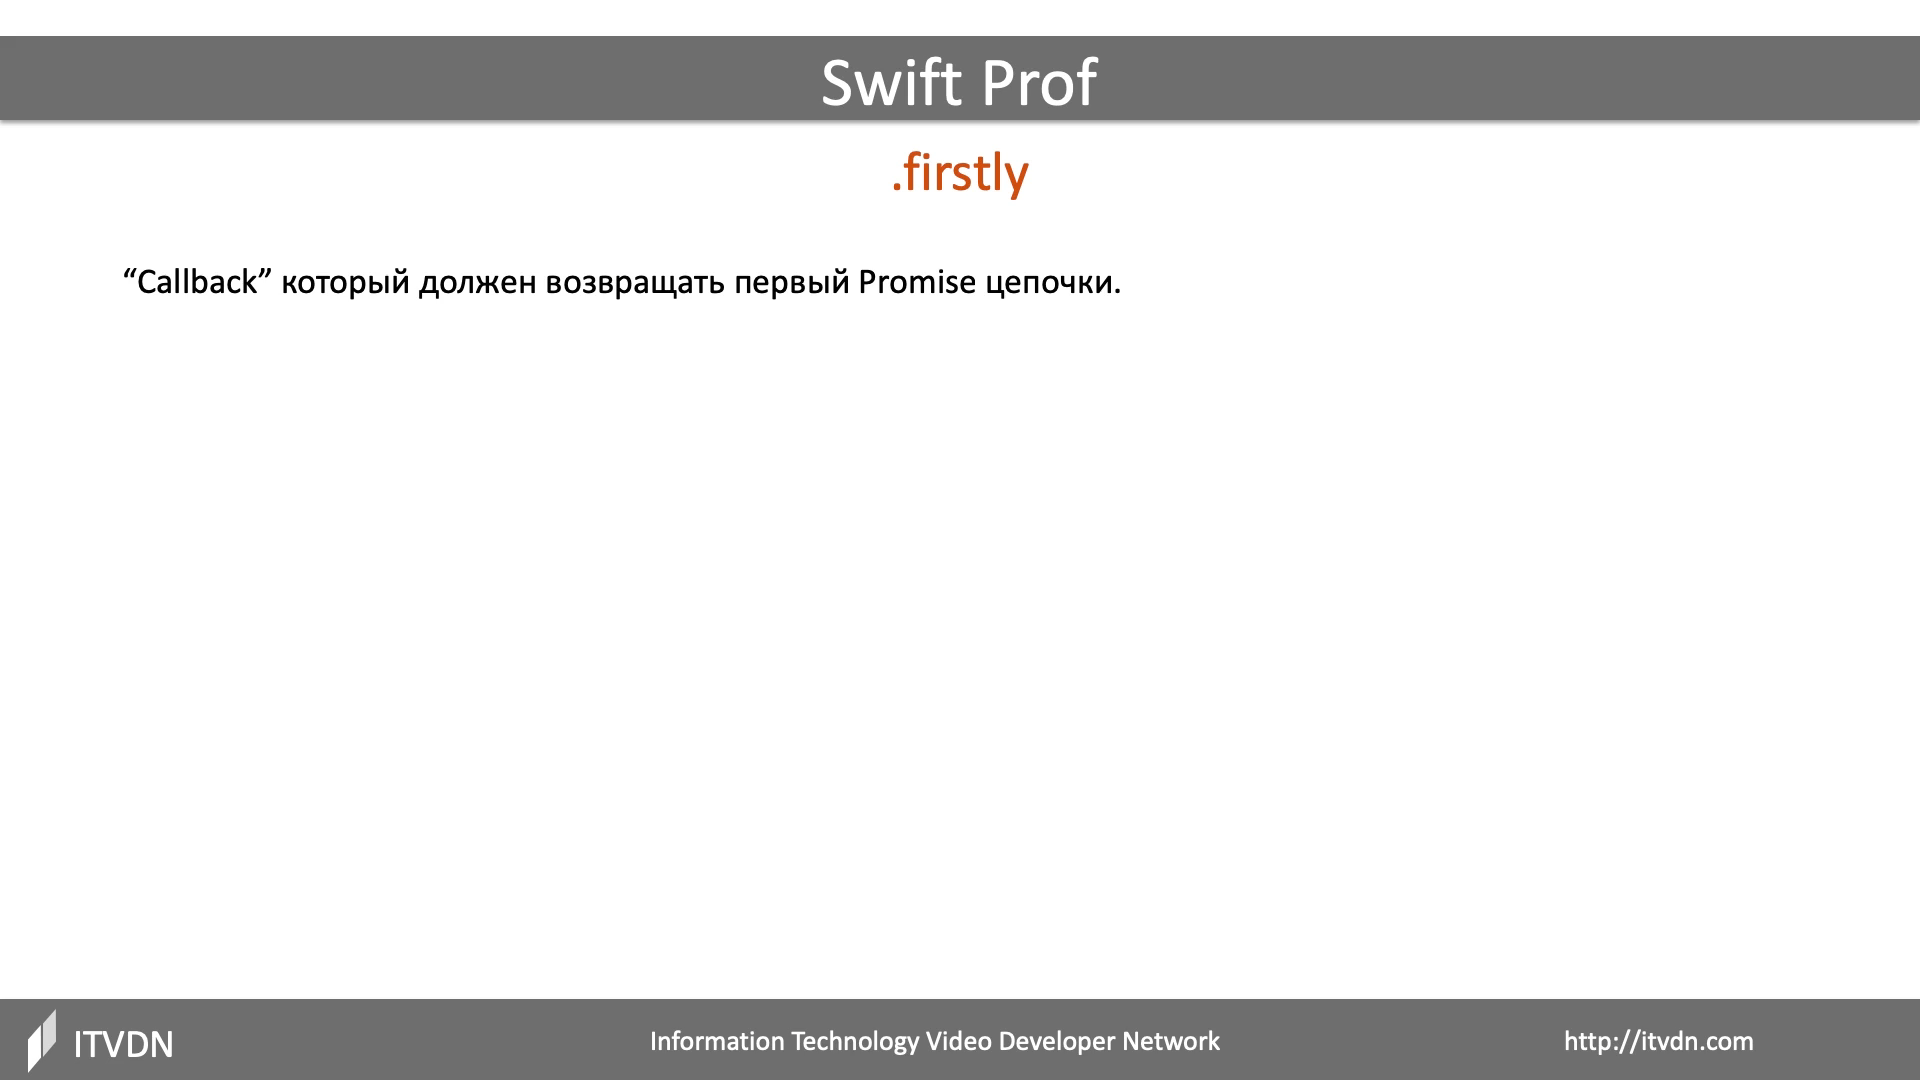 Swift Prof
.firstly
“Callback” который должен возвращать первый Promise цепочки.
ITVDN
Information Technology Video Developer Network
http://itvdn.com